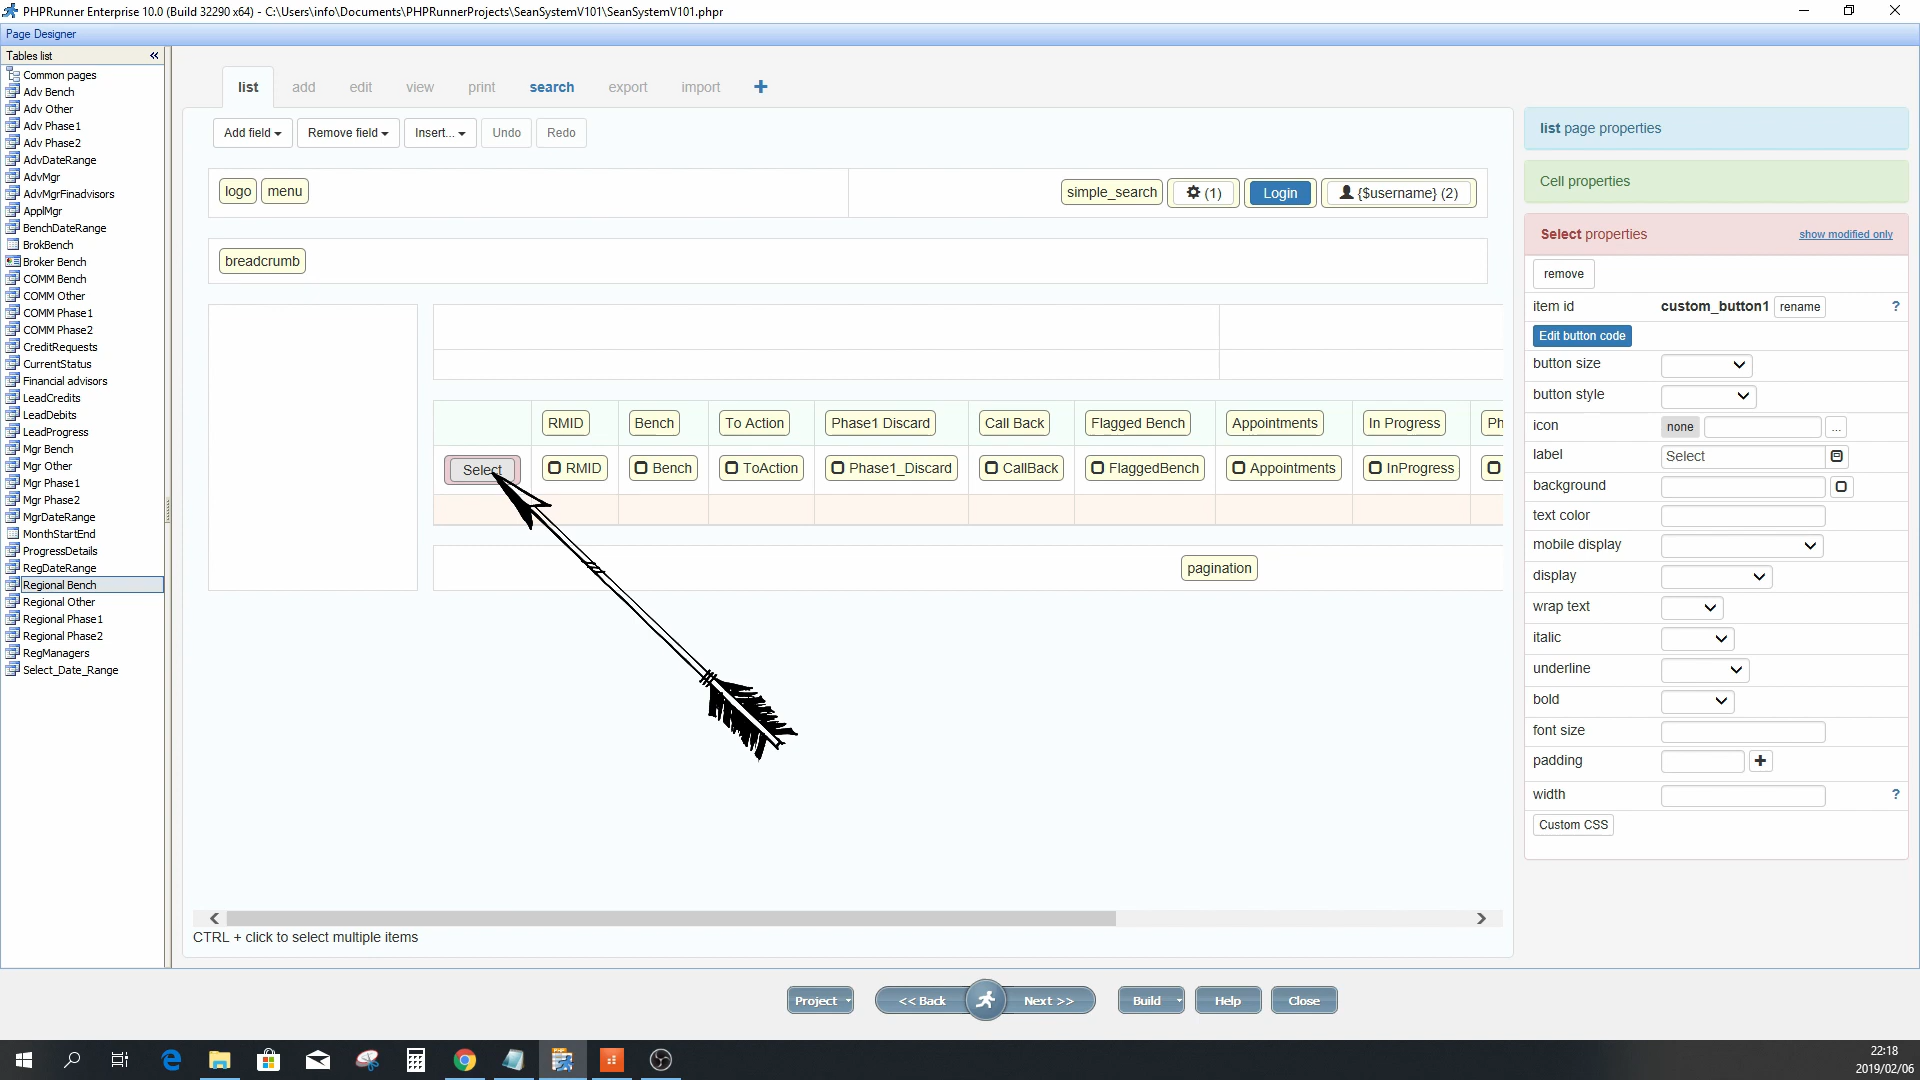 PHPRunner Enterprise 10.0 (Build 32290 x64) - C:\Users\info\Documents\PHPRunnerProjects\SeanSystemV101\SeanSystemV101.phpr
Page Designer
Tables list «
Common pages
Adv Bench
Adv Other
Adv Phase1
Adv Phase2
AdvDateRange
AdvMgr
AdvMgrFinadvisors
ApplMgr
BenchDateRange
BrokBench
Broker Bench
COMM Bench
COMM Other
COMM Phase1
COMM Phase2
CreditRequests
CurrentStatus
Financial advisors
LeadCredits
LeadDebits
LeadProgress
Mgr Bench
Mgr Other
Mgr Phase1
Mgr Phase2
MgrDateRange
MonthStartEnd
ProgressDetails
RegDateRange
Regional Bench
Regional Other
Regional Phase1
Regional Phase2
RegManagers
Select_Date_Range
list add edit view print search export import +
Add field Remove field Insert... Undo Redo
logo menu simple_search (1) Login {$username} (2)
breadcrumb
RMID Bench To Action Phase1 Discard Call Back Flagged Bench Appointments In Progress Ph
Select RMID Bench ToAction Phase1_Discard CallBack FlaggedBench Appointments InProgress
pagination
CTRL + click to select multiple items
list page properties
Cell properties
Select properties show modified only
remove
item id custom_button1 rename ?
Edit button code
button size
button style
icon none ...
label Select
background
text color
mobile display
display
wrap text
italic
underline
bold
font size
padding +
width ?
Custom CSS
Project << Back Next >> Build Help Close
22:18
2019/02/06